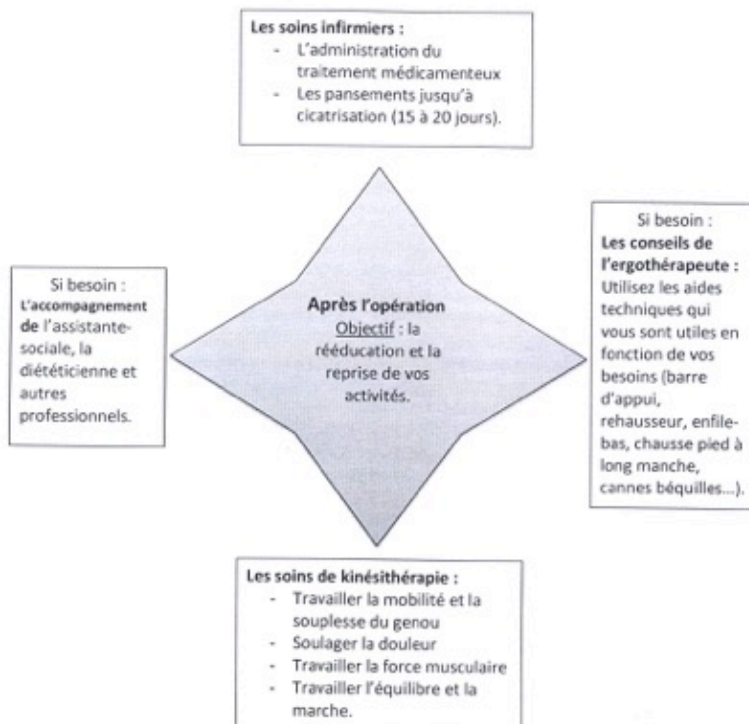 Les soins infirmiers :
- L'administration du
traitement médicamenteux
- Les pansements jusqu'à
cicatrisation (15 à 20 jours).
Si besoin :
L'accompagnement
de l'assistante-
sociale, la
diététicienne et
autres
professionnels.
Après l'opération
Objectif : la
rééducation et la
reprise de vos
activités.
Si besoin :
Les conseils de
l'ergothérapeute :
Utilisez les aides
techniques qui
vous sont utiles en
fonction de vos
besoins (barre
d'appui,
rehausseur, enfile-
bas, chausse pied à
long manche,
cannes béquilles...).
Les soins de kinésithérapie :
- Travailler la mobilité et la
souplesse du genou
- Soulager la douleur
- Travailler la force musculaire
- Travailler l'équilibre et la
marche.